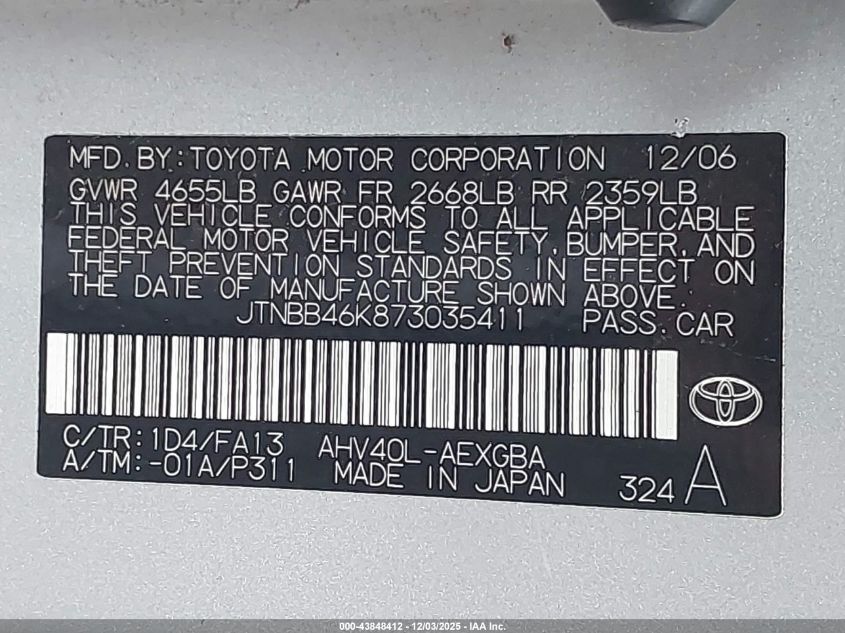 MFD. BY: TOYOTA MOTOR CORPORATION 12/06
GVWR 4655LB GAWR FR 2668LB RR 2359LB
THIS VEHICLE CONFORMS TO ALL APPLICABLE
FEDERAL MOTOR VEHICLE SAFETY, BUMPER, AND
THEFT PREVENTION STANDARDS IN EFFECT ON
THE DATE OF MANUFACTURE SHOWN ABOVE.
JTNBB46K873035411 PASS. CAR
C/TR: 1D4/FA13 AHV40L-AEXGBA
A/TM: -01A/P311 MADE IN JAPAN 324 A
000-43848412 - 12/03/2025 - IAA Inc.